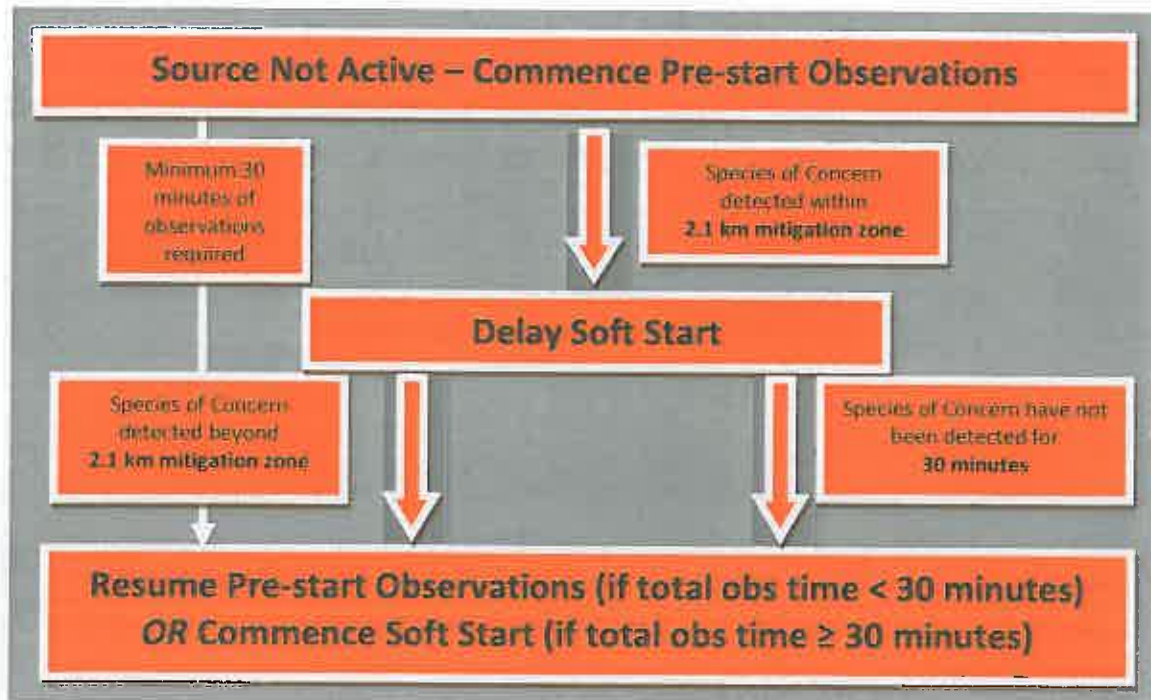 Source Not Active – Commence Pre-start Observations
Minimum 30
minutes of
observations
required
Species of Concern
detected within
2.1 km mitigation zone
Delay Soft Start
Species of Concern
detected beyond
2.1 km mitigation zone
Species of Concern have not
been detected for
30 minutes
Resume Pre-start Observations (if total obs time < 30 minutes)
OR Commence Soft Start (if total obs time ≥ 30 minutes)